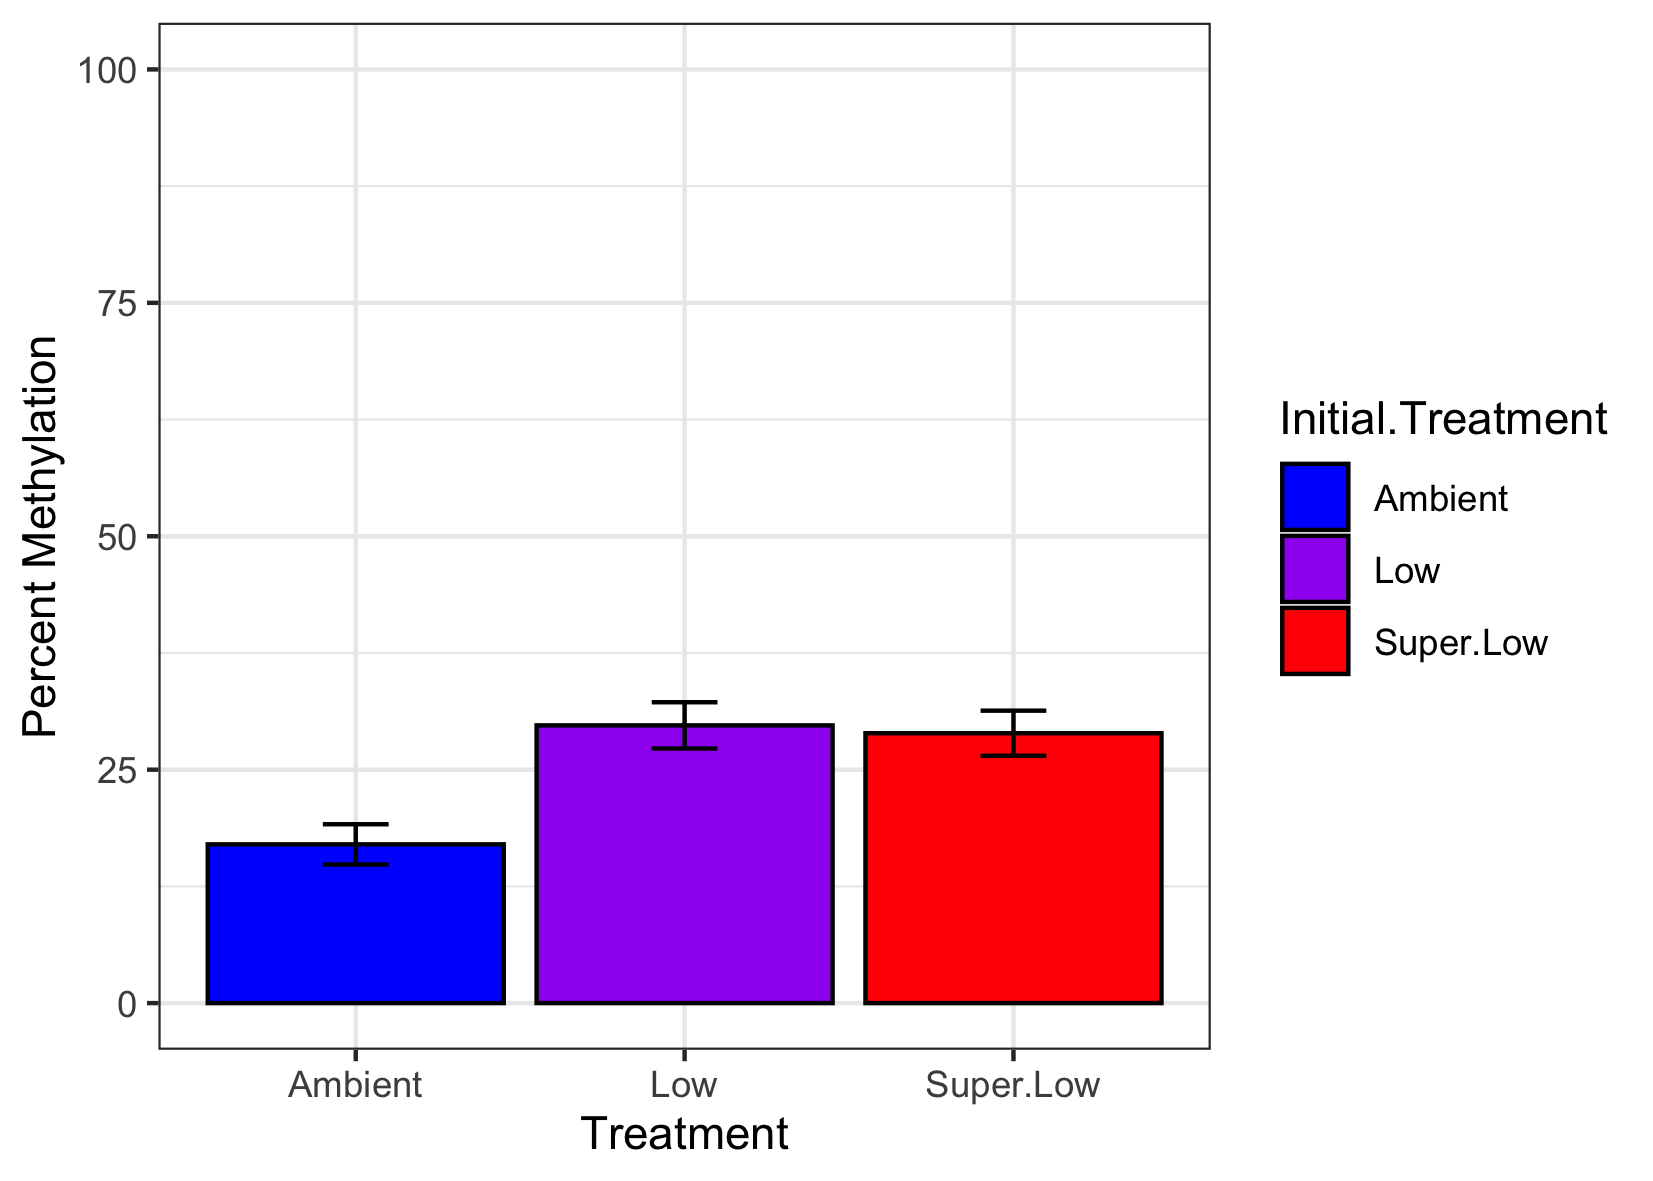 100
75
50
25
0
Percent Methylation
Ambient
Low
Super.Low
Treatment
Initial.Treatment
Ambient
Low
Super.Low